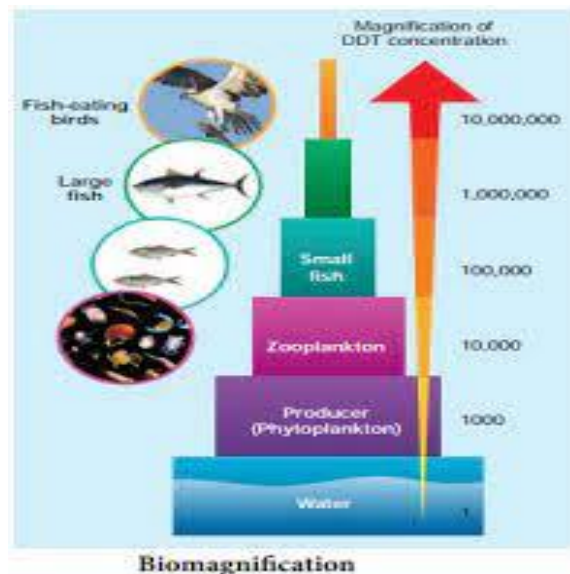 Magnification of
DDT concentration
Fish-eating
birds
10,000,000
Large
fish
1,000,000
Small
fish
100,000
Zooplankton
10,000
Producer
(Phytoplankton)
1000
Water
1
Biomagnification